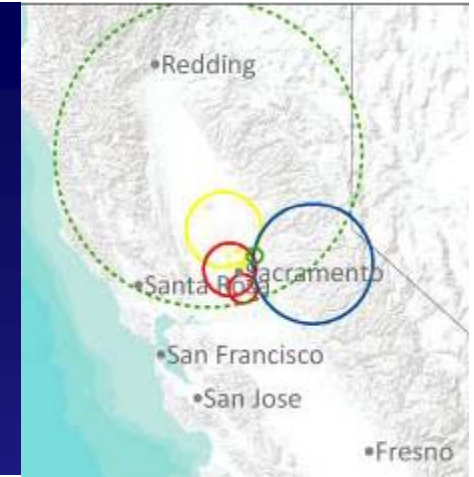 Redding
Sacramento
Santa Rosa
San Francisco
San Jose
Fresno